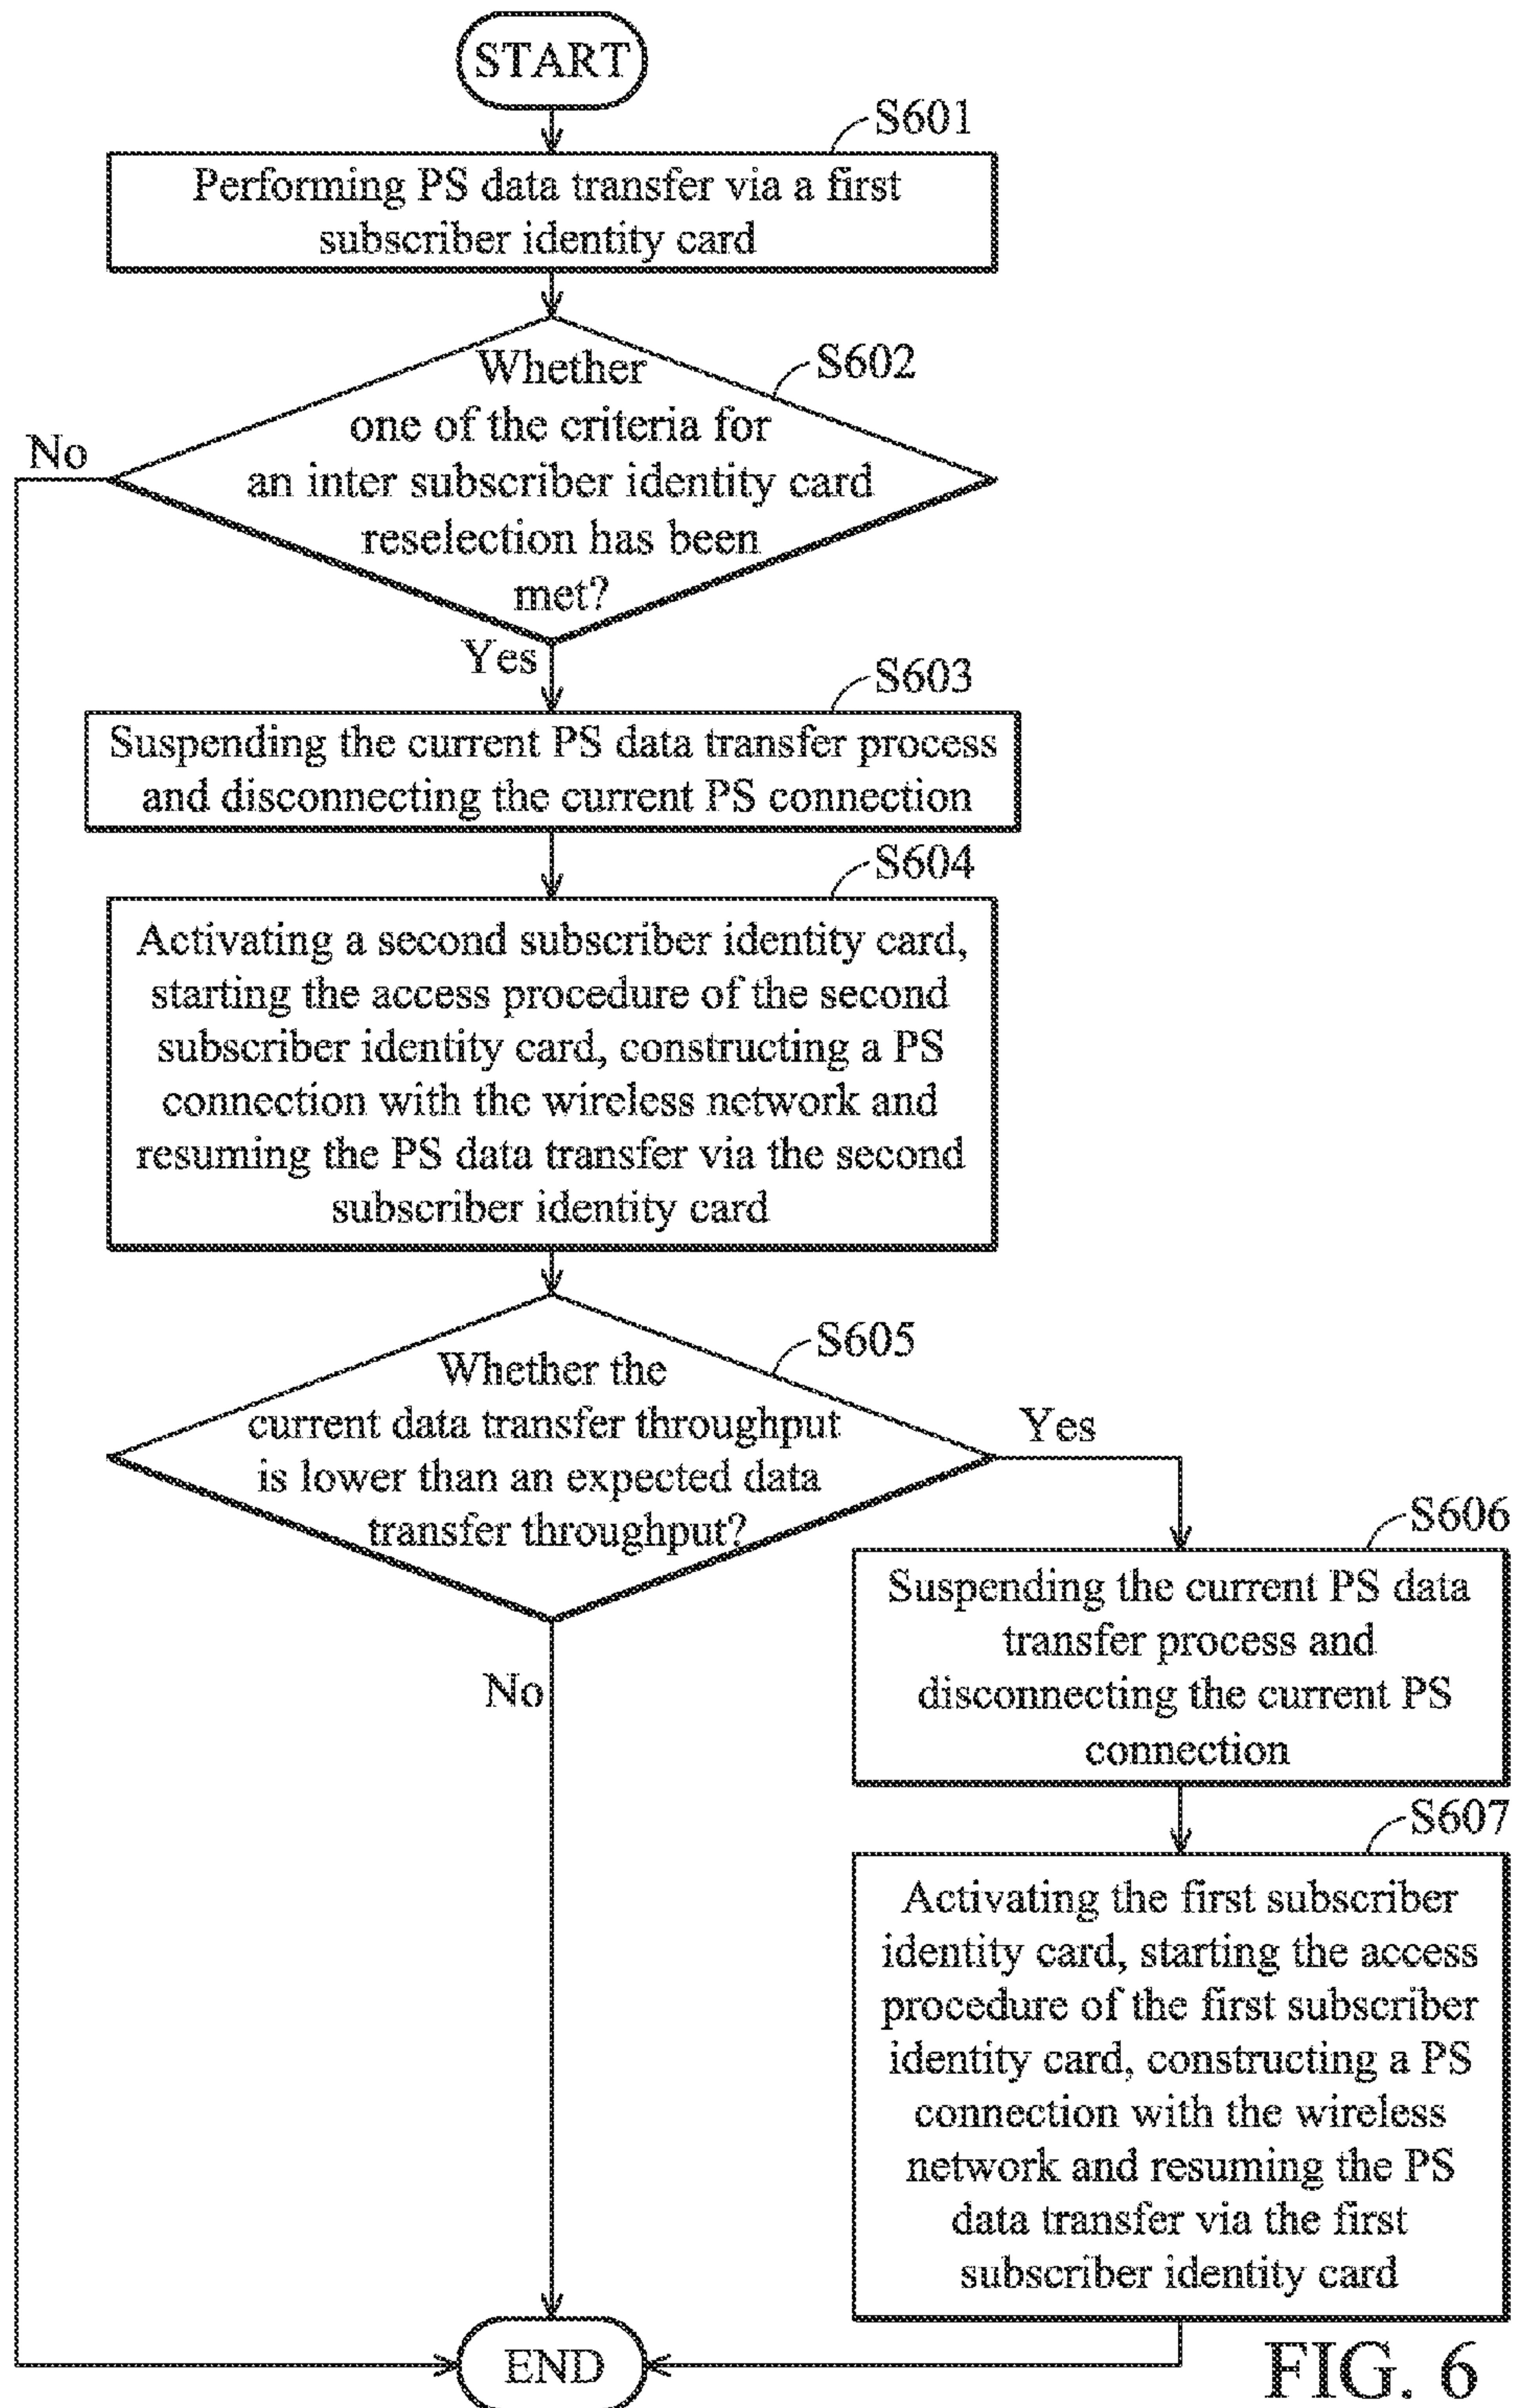 START
S601
Performing PS data transfer via a first
subscriber identity card
S602
Whether
one of the criteria for
an inter subscriber identity card
reselection has been
met?
No
Yes
S603
Suspending the current PS data transfer process
and disconnecting the current PS connection
S604
Activating a second subscriber identity card,
starting the access procedure of the second
subscriber identity card, constructing a PS
connection with the wireless network and
resuming the PS data transfer via the second
subscriber identity card
S605
Whether the
current data transfer throughput
is lower than an expected data
transfer throughput?
Yes
No
S606
Suspending the current PS data
transfer process and
disconnecting the current PS
connection
S607
Activating the first subscriber
identity card, starting the access
procedure of the first subscriber
identity card, constructing a PS
connection with the wireless
network and resuming the PS
data transfer via the first
subscriber identity card
END
FIG. 6